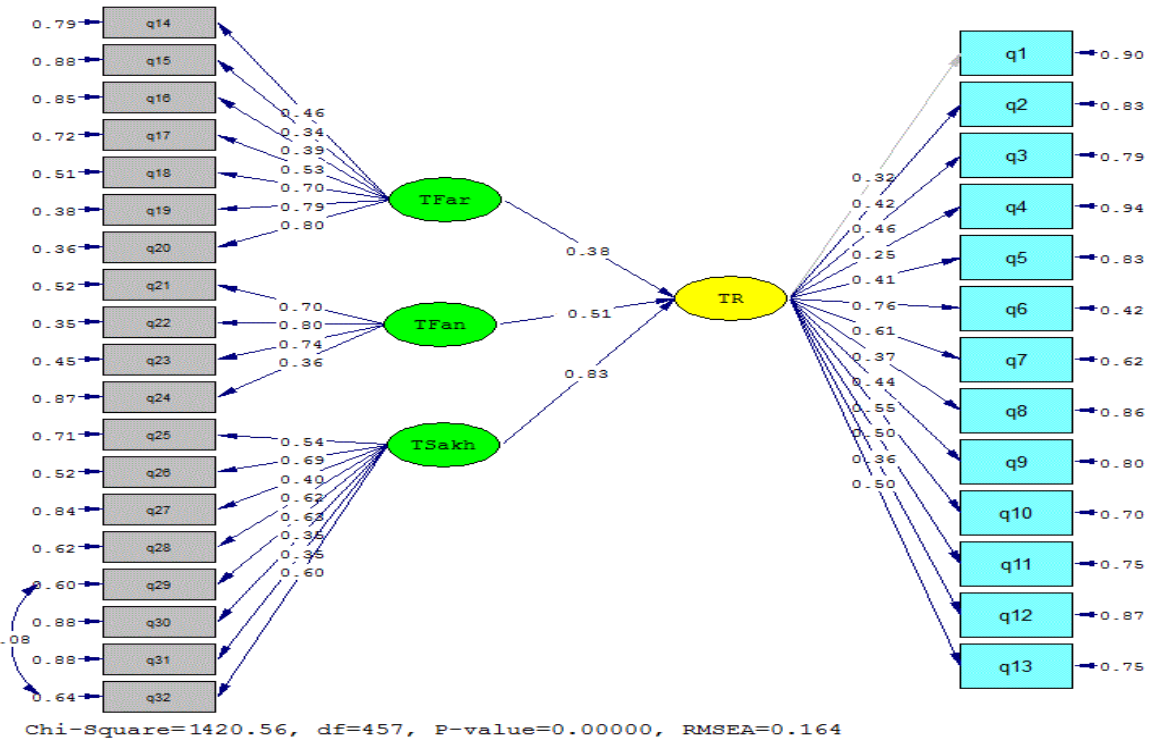 0.79 q14
0.88 q15
0.85 q16
0.72 q17
0.51 q18
0.38 q19
0.36 q20
0.52 q21
0.35 q22
0.45 q23
0.87 q24
0.71 q25
0.52 q26
0.84 q27
0.62 q28
0.60 q29
0.88 q30
0.88 q31
0.64 q32
.08
0.46
0.34
0.39
0.53
0.70
0.79
0.80
0.70
0.80
0.74
0.36
0.54
0.69
0.40
0.62
0.63
0.35
0.35
0.60
TFar
TFan
TSakh
0.38
0.51
0.83
TR
0.32
0.42
0.46
0.25
0.41
0.76
0.61
0.37
0.44
0.55
0.50
0.36
0.50
q1 0.90
q2 0.83
q3 0.79
q4 0.94
q5 0.83
q6 0.42
q7 0.62
q8 0.86
q9 0.80
q10 0.70
q11 0.75
q12 0.87
q13 0.75
Chi-Square=1420.56, df=457, P-value=0.00000, RMSEA=0.164